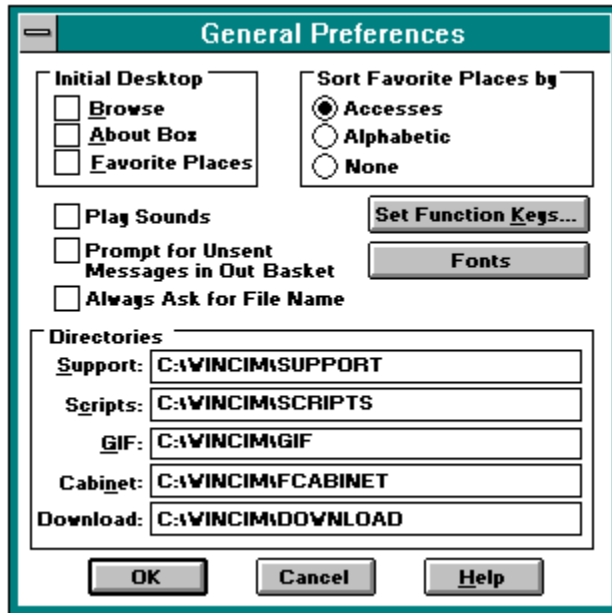 General Preferences
Initial Desktop
Browse
About Box
Favorite Places
Sort Favorite Places by
Accesses
Alphabetic
None
Play Sounds
Prompt for Unsent
Messages in Out Basket
Always Ask for File Name
Set Function Keys...
Fonts
Directories
Support: C:\WINCIM\SUPPORT
Scripts: C:\WINCIM\SCRIPTS
GIF: C:\WINCIM\GIF
Cabinet: C:\WINCIM\FCABINET
Download: C:\WINCIM\DOWNLOAD
OK Cancel Help